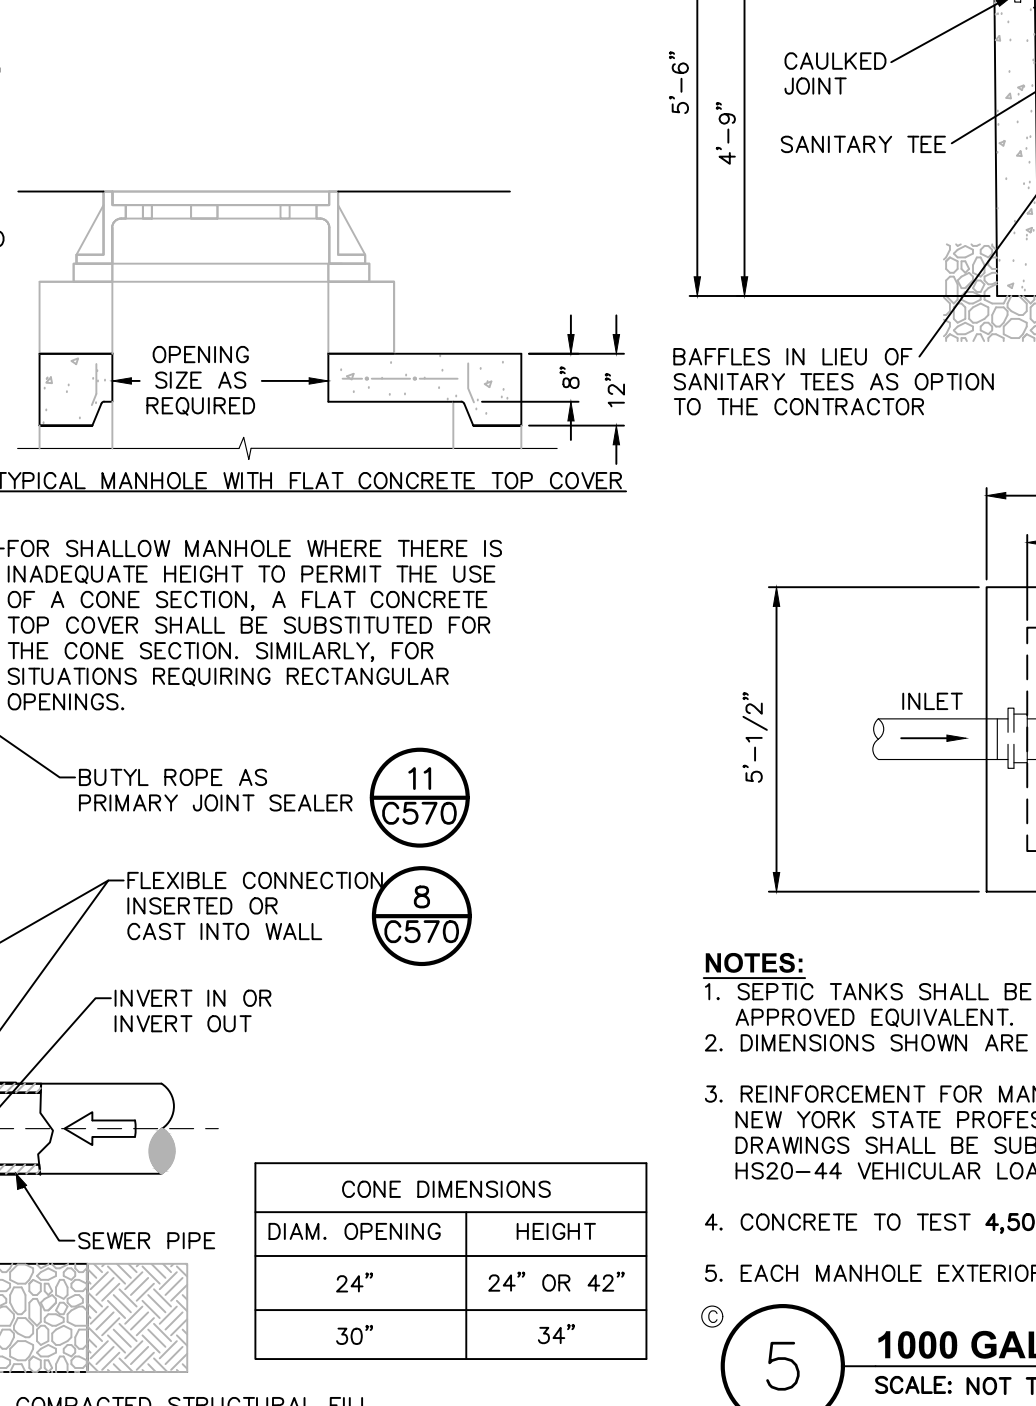 OPENING
SIZE AS
REQUIRED
8"
12"
TYPICAL MANHOLE WITH FLAT CONCRETE TOP COVER
FOR SHALLOW MANHOLE WHERE THERE IS
INADEQUATE HEIGHT TO PERMIT THE USE
OF A CONE SECTION, A FLAT CONCRETE
TOP COVER SHALL BE SUBSTITUTED FOR
THE CONE SECTION. SIMILARLY, FOR
SITUATIONS REQUIRING RECTANGULAR
OPENINGS.
BUTYL ROPE AS
PRIMARY JOINT SEALER
11
C570
FLEXIBLE CONNECTION
INSERTED OR
CAST INTO WALL
8
C570
INVERT IN OR
INVERT OUT
SEWER PIPE
CONE DIMENSIONS
DIAM. OPENING HEIGHT
24" 24" OR 42"
30" 34"
COMPACTED STRUCTURAL FILL
5'-6"
4'-9"
CAULKED
JOINT
SANITARY TEE
BAFFLES IN LIEU OF
SANITARY TEES AS OPTION
TO THE CONTRACTOR
5'-1/2"
INLET
NOTES:
1. SEPTIC TANKS SHALL BE
APPROVED EQUIVALENT.
2. DIMENSIONS SHOWN ARE
3. REINFORCEMENT FOR MAN
NEW YORK STATE PROFES
DRAWINGS SHALL BE SUB
HS20-44 VEHICULAR LOA
4. CONCRETE TO TEST 4,50
5. EACH MANHOLE EXTERIOR
©
5
1000 GAL
SCALE: NOT T